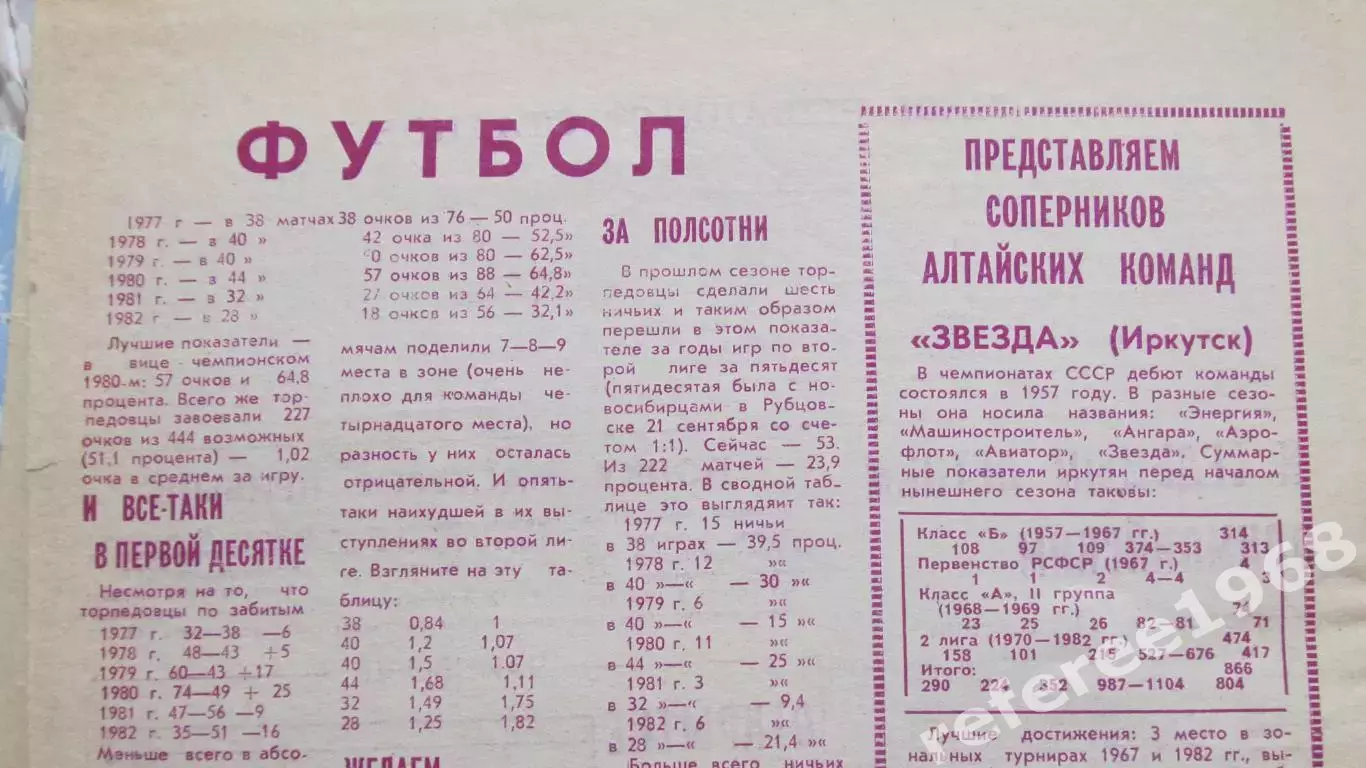 ФУТБОЛ
1977 г — в 38 матчах 38 очков из 76 — 50 проц.
1978 г. — в 40 » 42 очка из 80 — 52,5»
1979 г. — в 40 » 0 очков из 80 — 62,5»
1980 г. — в 44 » 57 очков из 88 — 64,8»
1981 г. — в 32 » 27 очков из 64 — 42,2»
1982 г — в 28 » 18 очков из 56 — 32,1»
Лучшие показатели —
в вице - чемпионском
1980-м: 57 очков и 64,8
процента. Всего же тор-
педовцы завоевали 227
очков из 444 возможных
(51,1 процента) — 1,02
очка в среднем за игру.
И ВСЕ-ТАКИ
В ПЕРВОЙ ДЕСЯТКЕ
Несмотря на то, что
торпедовцы по забитым
1977 г. 32—38 —6
1978 г. 48—43 +5
1979 г. 60—43 +17
1980 г. 74—49 + 25
1981 г. 47—56 —9
1982 г. 35—51 —16
Меньше всего в абсо-
мячам поделили 7—8—9
места в зоне (очень не-
плохо для команды че-
тырнадцатого места), но
разность у них осталась
отрицательной. И опять-
таки наихудшей в их вы-
ступлениях во второй ли-
ге. Взгляните на эту та-
блицу:
38 0,84 1
40 1,2 1,07
40 1,5 1.07
44 1,68 1,11
32 1,49 1,75
28 1,25 1,82
ЖЕЛАЕМ
ЗА ПОЛСОТНИ
В прошлом сезоне тор-
педовцы сделали шесть
ничьих и таким образом
перешли в этом показа-
теле за годы игр по вто-
рой лиге за пятьдесят
(пятидесятая была с но-
восибирцами в Рубцов-
ске 21 сентября со сче-
том 1:1). Сейчас — 53.
Из 222 матчей — 23,9
процента. В сводной таб-
лице это выглядият так:
1977 г. 15 ничьи
в 38 играх — 39,5 проц.
1978 г. 12 »«
в 40 »—« — 30 »«
1979 г. 6 »«
в 40 »—« — 15 »«
1980 г. 11 »«
в 44 »—« — 25 »«
1981 г. 3 »«
в 32 »—« — 9,4
1982 г. 6 »«
в 28 »—« — 21,4 »«
Больше всего ничьих
ПРЕДСТАВЛЯЕМ
СОПЕРНИКОВ
АЛТАЙСКИХ КОМАНД
«ЗВЕЗДА» (Иркутск)
В чемпионатах СССР дебют команды
состоялся в 1957 году. В разные сезо-
ны она носила названия: «Энергия»,
«Машиностроитель», «Ангара», «Аэро-
флот», «Авиатор», «Звезда». Суммар-
ные показатели иркутян перед началом
нынешнего сезона таковы:
Класс «Б» (1957—1967 гг.) 314
108 97 109 374—353 313
Первенство РСФСР (1967 г.) 4
1 1 2 4—4 3
Класс «А», II группа
(1968—1969 гг.) 74
23 25 26 82—81 71
2 лига (1970—1982 гг.) 474
158 101 215 527—676 417
Итого: 866
290 224 352 987—1104 804
Лучшие достижения: 3 место в зо-
нальных турнирах 1967 и 1982 гг., вы-
referee1968